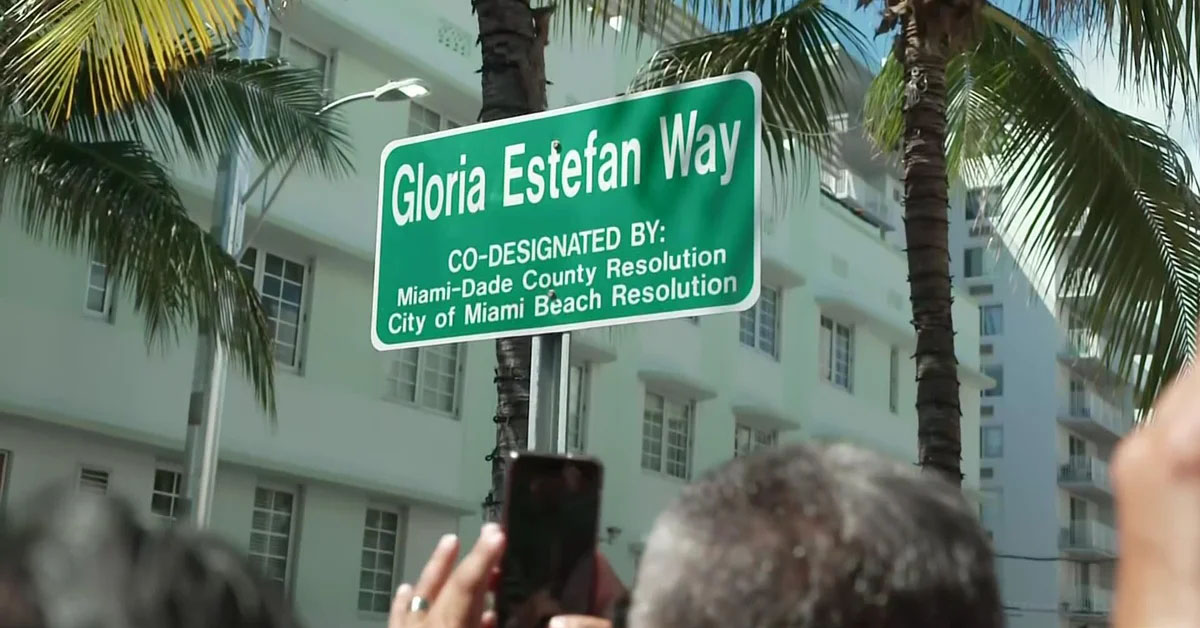 Gloria Estefan Way
CO-DESIGNATED BY:
Miami-Dade County Resolution
City of Miami Beach Resolution